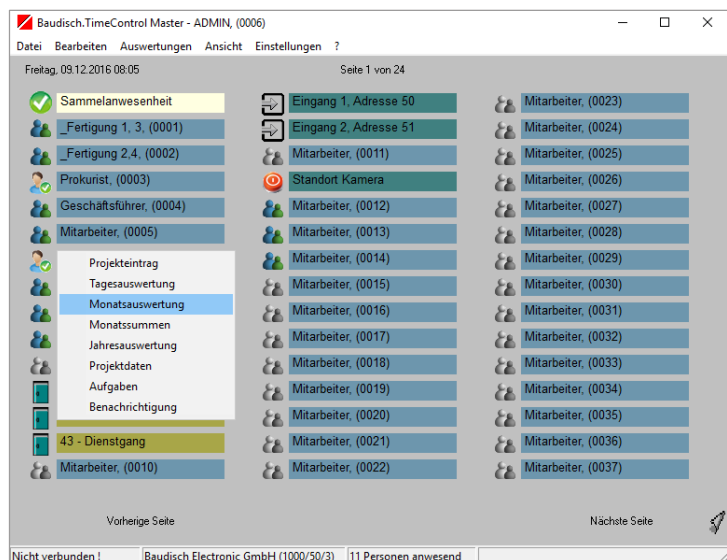 Baudisch.TimeControl Master - ADMIN, (0006)
Datei Bearbeiten Auswertungen Ansicht Einstellungen ?
Freitag, 09.12.2016 08:05
Seite 1 von 24
Sammelanwesenheit
_Fertigung 1, 3, (0001)
_Fertigung 2,4, (0002)
Prokurist, (0003)
Geschäftsführer, (0004)
Mitarbeiter, (0005)
Projekteintrag
Tagesauswertung
Monatsauswertung
Monatssummen
Jahresauswertung
Projektdaten
Aufgaben
Benachrichtigung
43 - Dienstgang
Mitarbeiter, (0010)
Eingang 1, Adresse 50
Eingang 2, Adresse 51
Mitarbeiter, (0011)
Standort Kamera
Mitarbeiter, (0012)
Mitarbeiter, (0013)
Mitarbeiter, (0014)
Mitarbeiter, (0015)
Mitarbeiter, (0016)
Mitarbeiter, (0017)
Mitarbeiter, (0018)
Mitarbeiter, (0019)
Mitarbeiter, (0020)
Mitarbeiter, (0021)
Mitarbeiter, (0022)
Mitarbeiter, (0023)
Mitarbeiter, (0024)
Mitarbeiter, (0025)
Mitarbeiter, (0026)
Mitarbeiter, (0027)
Mitarbeiter, (0028)
Mitarbeiter, (0029)
Mitarbeiter, (0030)
Mitarbeiter, (0031)
Mitarbeiter, (0032)
Mitarbeiter, (0033)
Mitarbeiter, (0034)
Mitarbeiter, (0035)
Mitarbeiter, (0036)
Mitarbeiter, (0037)
Vorherige Seite
Nächste Seite
Nicht verbunden !
Baudisch Electronic GmbH (1000/50/3)
11 Personen anwesend